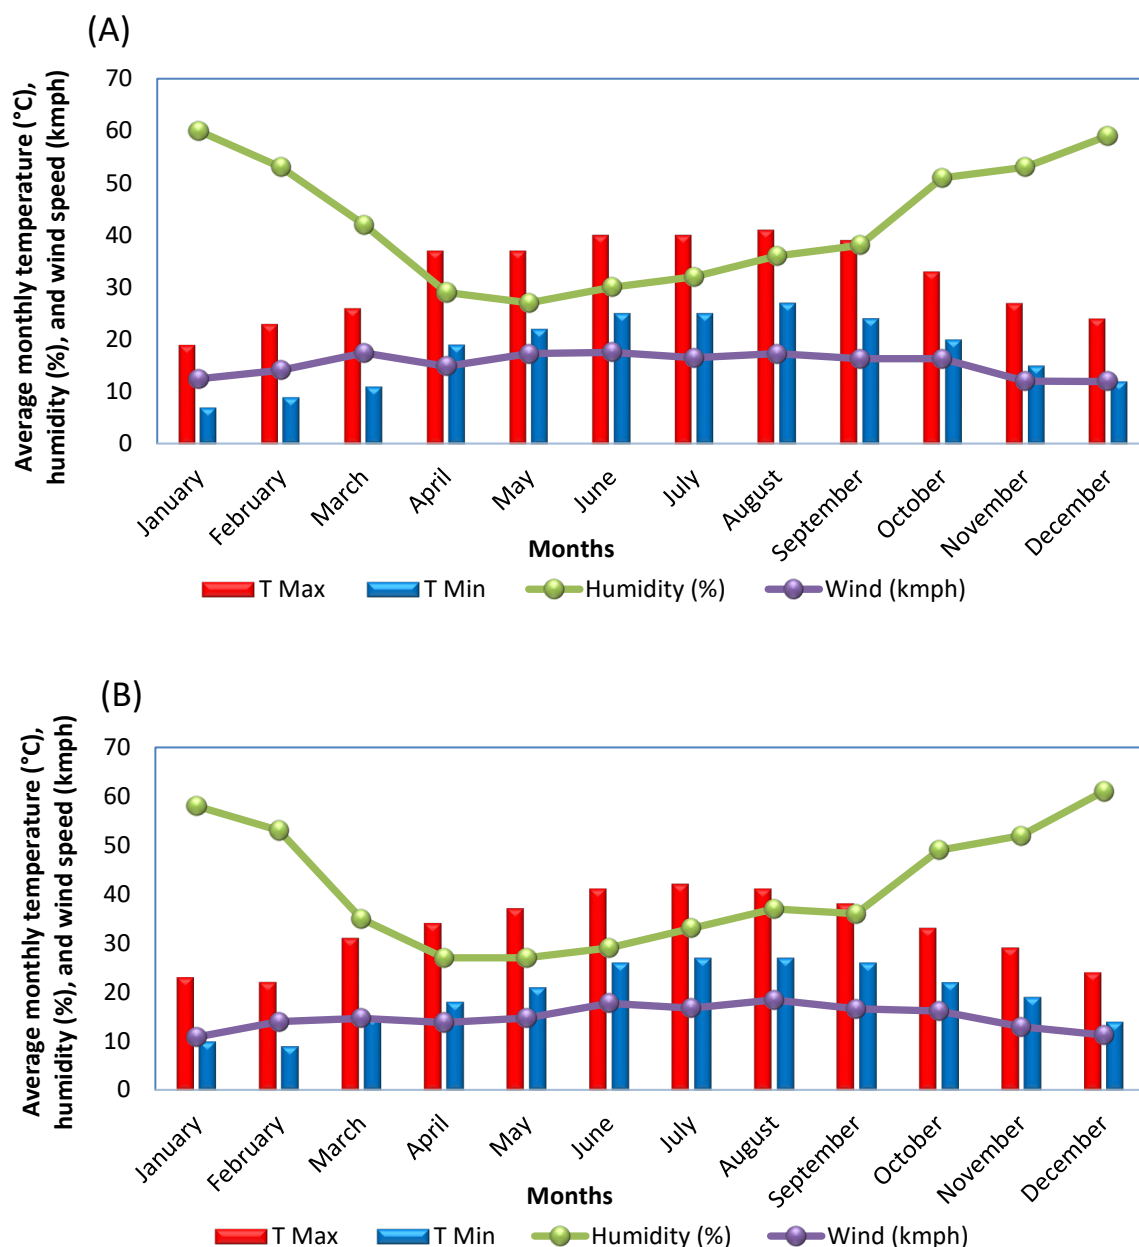 (A)
Average monthly temperature (°C),
humidity (%), and wind speed (kmph)
70
60
50
40
30
20
10
0
January
February
March
April
May
June
July
August
September
October
November
December
Months
T Max
T Min
Humidity (%)
Wind (kmph)
(B)
Average monthly temperature (°C),
humidity (%), and wind speed (kmph)
70
60
50
40
30
20
10
0
January
February
March
April
May
June
July
August
September
October
November
December
Months
T Max
T Min
Humidity (%)
Wind (kmph)